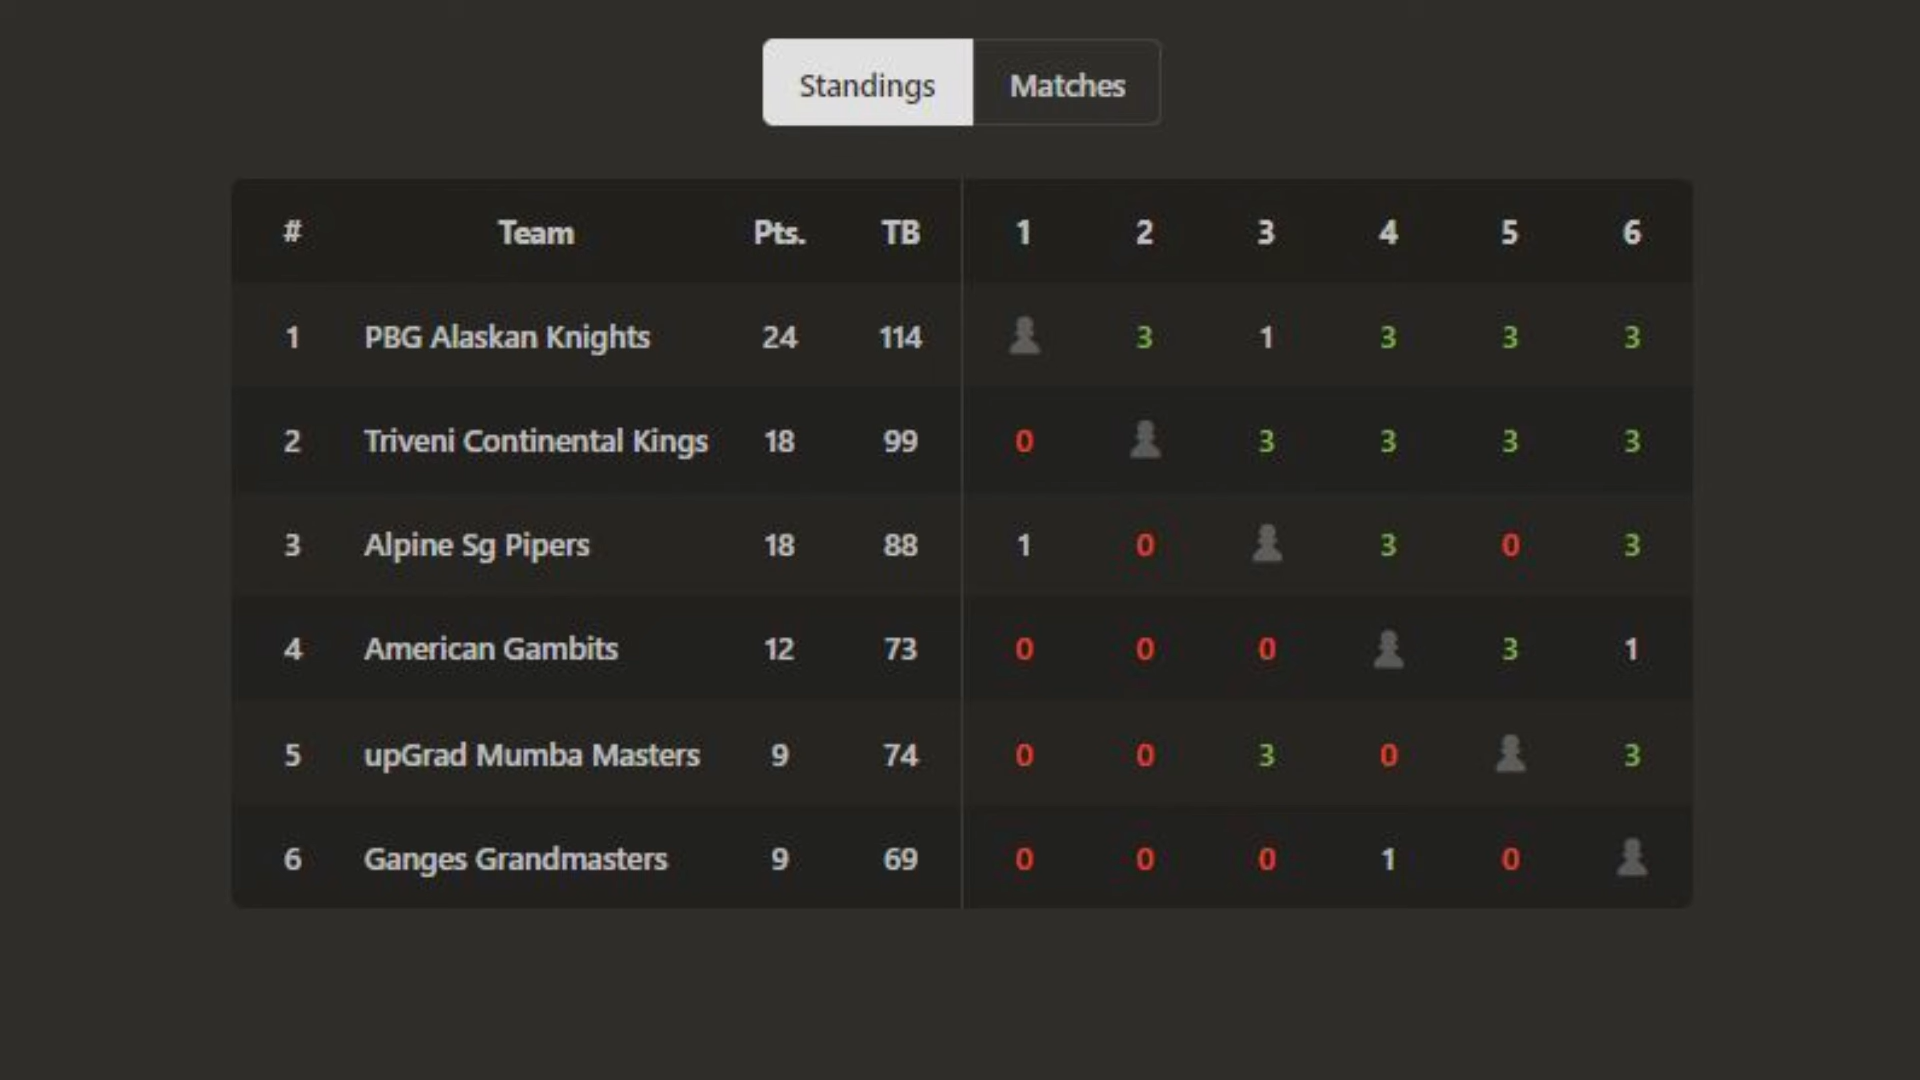 Standings Matches
# Team Pts. TB 1 2 3 4 5 6
1 PBG Alaskan Knights 24 114 3 1 3 3 3
2 Triveni Continental Kings 18 99 0 3 3 3 3
3 Alpine Sg Pipers 18 88 1 0 3 0 3
4 American Gambits 12 73 0 0 0 3 1
5 upGrad Mumba Masters 9 74 0 0 3 0 3
6 Ganges Grandmasters 9 69 0 0 0 1 0